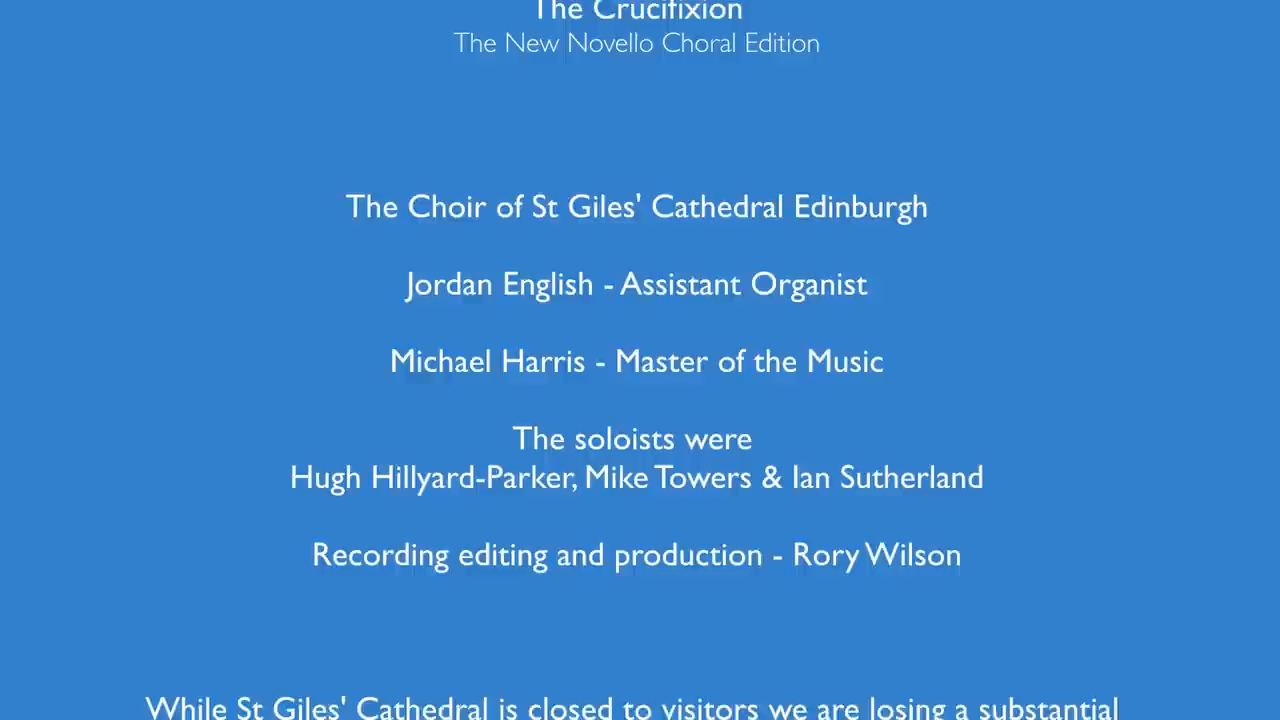 The Crucifixion
The New Novello Choral Edition
The Choir of St Giles' Cathedral Edinburgh
Jordan English - Assistant Organist
Michael Harris - Master of the Music
The soloists were
Hugh Hillyard-Parker, Mike Towers & Ian Sutherland
Recording editing and production - Rory Wilson
While St Giles' Cathedral is closed to visitors we are losing a substantial